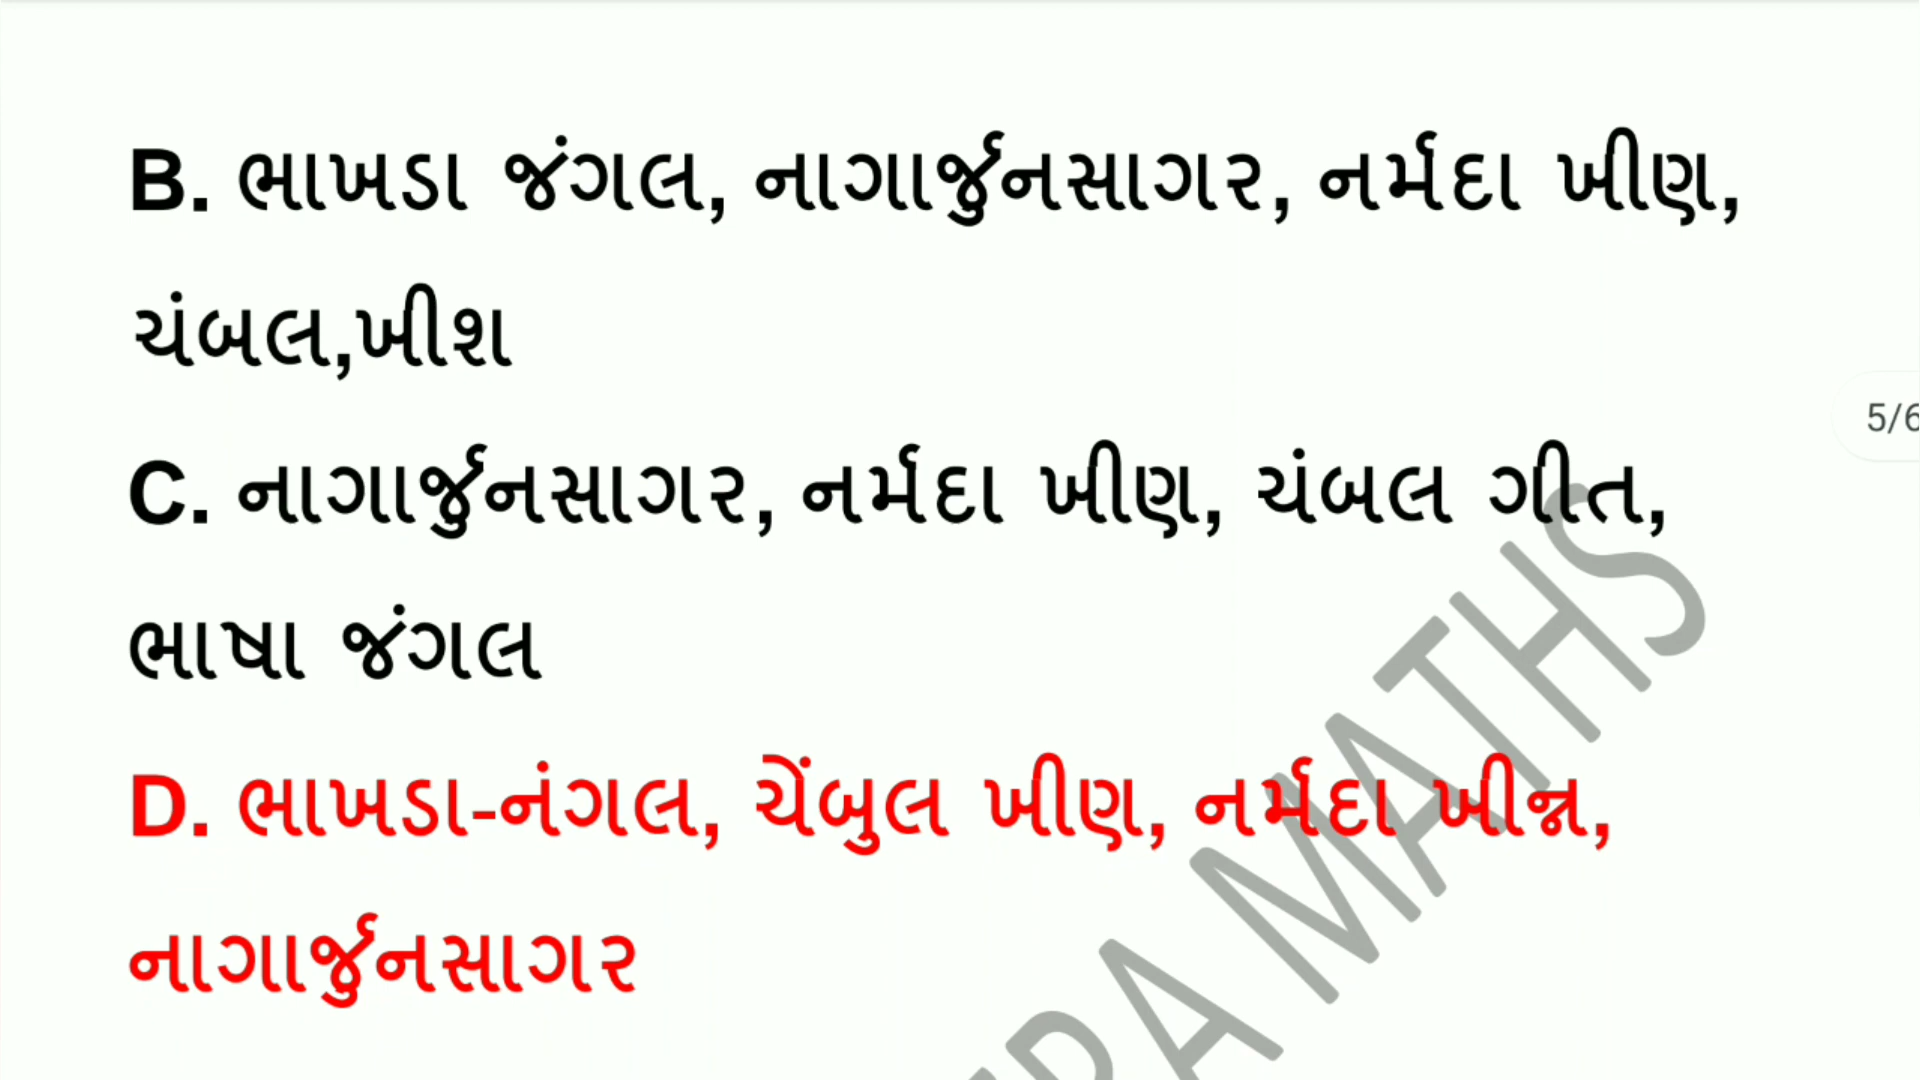 B. ભાખડા જંગલ, નાગાર્જુનસાગર, નર્મદા ખીણ,
ચંબલ,ખીશ
5/6
C. નાગાર્જુનસાગર, નર્મદા ખીણ, ચંબલ ગીત,
ભાષા જંગલ
D. ભાખડા-નંગલ, ચેંબુલ ખીણ, નર્મદા ખીન્ન,
નાગાર્જુનસાગર
MATHS